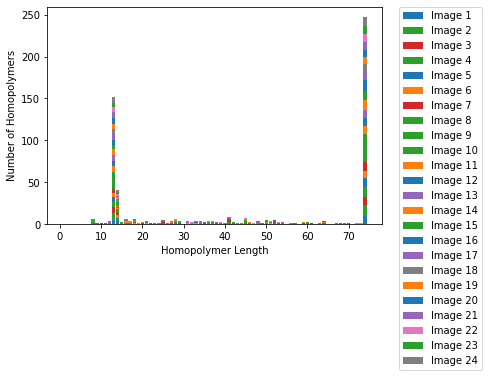 250
200
150
100
50
0
Number of Homopolymers
0 10 20 30 40 50 60 70
Homopolymer Length
Image 1
Image 2
Image 3
Image 4
Image 5
Image 6
Image 7
Image 8
Image 9
Image 10
Image 11
Image 12
Image 13
Image 14
Image 15
Image 16
Image 17
Image 18
Image 19
Image 20
Image 21
Image 22
Image 23
Image 24